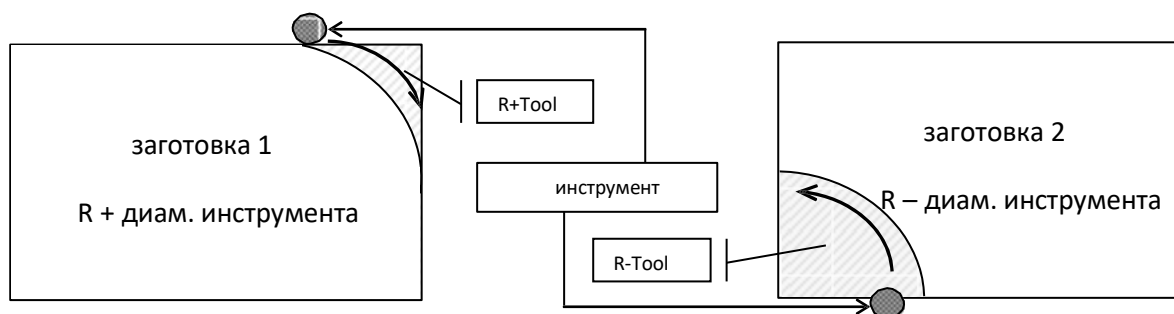 R+Tool
заготовка 1
R + диам. инструмента
инструмент
R-Tool
заготовка 2
R – диам. инструмента